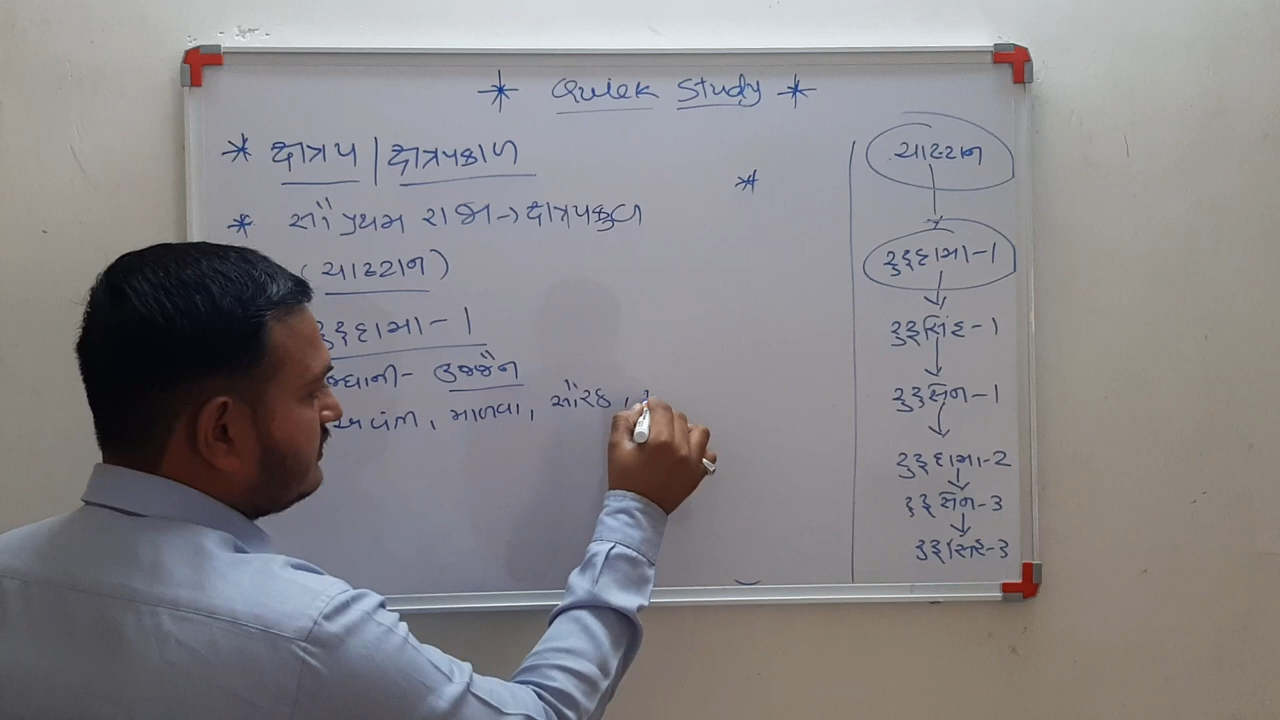 * Quick Study *
* ક્ષત્રપ | ક્ષત્રપકાળ
* સૌ પ્રથમ રાજા -> ક્ષત્રપકુળ
(ચાષ્ટાન)
રુદ્રદામા-1
ધાની- ઉજ્જૈન
અવંતી, માળવા, સૌરઠ,
*
ચાષ્ટાન
રુદ્રદામા-1
રુદ્રસિંહ-1
રુદ્રસેન-1
રુદ્રદામા-2
રુદ્રસેન-3
રુદ્રસિંહ-3